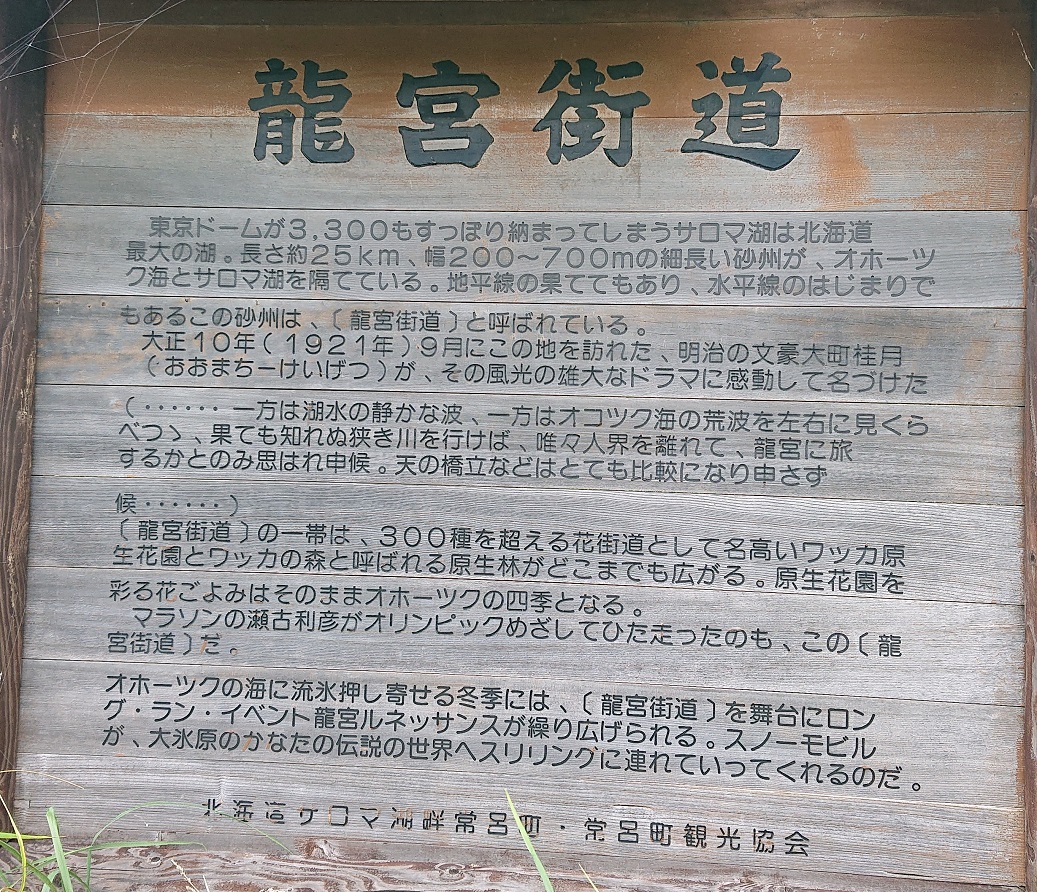 龍宮街道
東京ドームが3,300もすっぽり納まってしまうサロマ湖は北海道
最大の湖。長さ約25km、幅200〜700mの細長い砂州が、オホーツ
ク海とサロマ湖を隔てている。地平線の果ててもあり、水平線のはじまりで
もあるこの砂州は、〔龍宮街道〕と呼ばれている。
大正10年(1921年)9月にこの地を訪れた、明治の文豪大町桂月
(おおまちーけいげつ)が、その風光の雄大なドラマに感動して名づけた
(‥‥‥ 一方は湖水の静かな波、一方はオコツク海の荒波を左右に見くら
べつゝ、果ても知れぬ狭き川を行けば、唯々人界を離れて、龍宮に旅
するかとのみ思はれ申候。天の橋立などはとても比較になり申さず
候‥‥‥)
〔龍宮街道〕の一帯は、300種を超える花街道として名高いワッカ原
生花園とワッカの森と呼ばれる原生林がどこまでも広がる。原生花園を
彩る花ごよみはそのままオホーツクの四季となる。
マラソンの瀬古利彦がオリンピックめざしてひた走ったのも、この〔龍
宮街道〕だ。
オホーツクの海に流氷押し寄せる冬季には、〔龍宮街道〕を舞台にロン
グ・ラン・イベント龍宮ルネッサンスが繰り広げられる。スノーモビル
が、大氷原のかなたの伝説の世界へスリリングに連れていってくれるのだ。
北海道サロマ湖畔常呂町・常呂町観光協会